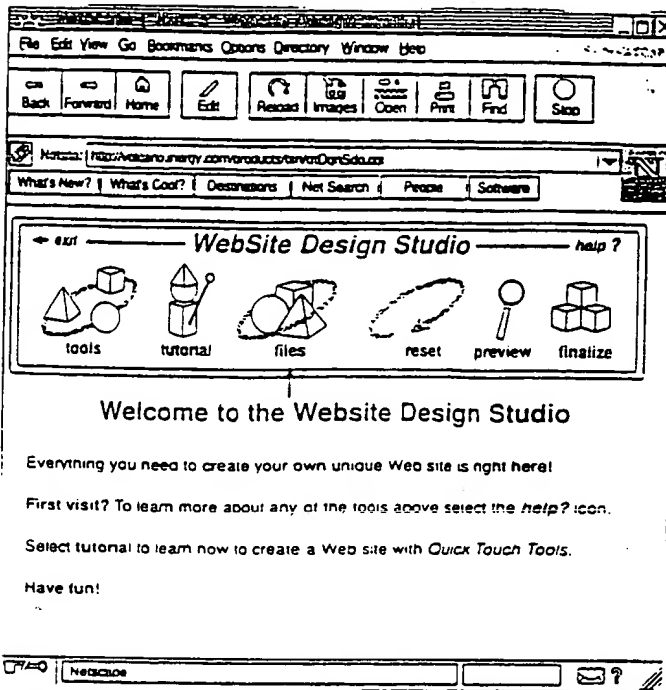 File Edit View Go Bookmarks Options Directory Window Help
Back Forward Home Edit Reload Images Open Print Find Stop
What's New? What's Cool? Destinations Net Search People Software
exit WebSite Design Studio help ?
tools tutorial files reset preview finalize
Welcome to the Website Design Studio
Everything you need to create your own unique Web site is right here!
First visit? To learn more about any of the tools above select the help? icon.
Select tutorial to learn how to create a Web site with Quick Touch Tools.
Have fun!
Netscape ?